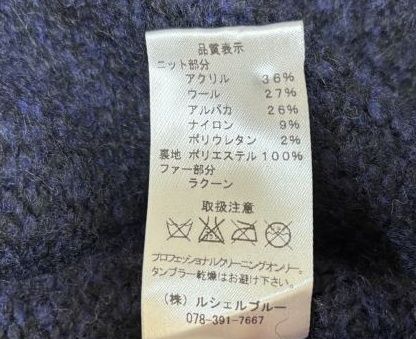 品質表示
ニット部分
アクリル 36%
ウール 27%
アルパカ 26%
ナイロン 9%
ポリウレタン 2%
裏地 ポリエステル 100%
ファー部分
ラクーン
取扱注意
プロフェッショナルクリーニングオンリー。
タンブラー乾燥はお避け下さい。
(株) ルシェルブルー
078-391-7667